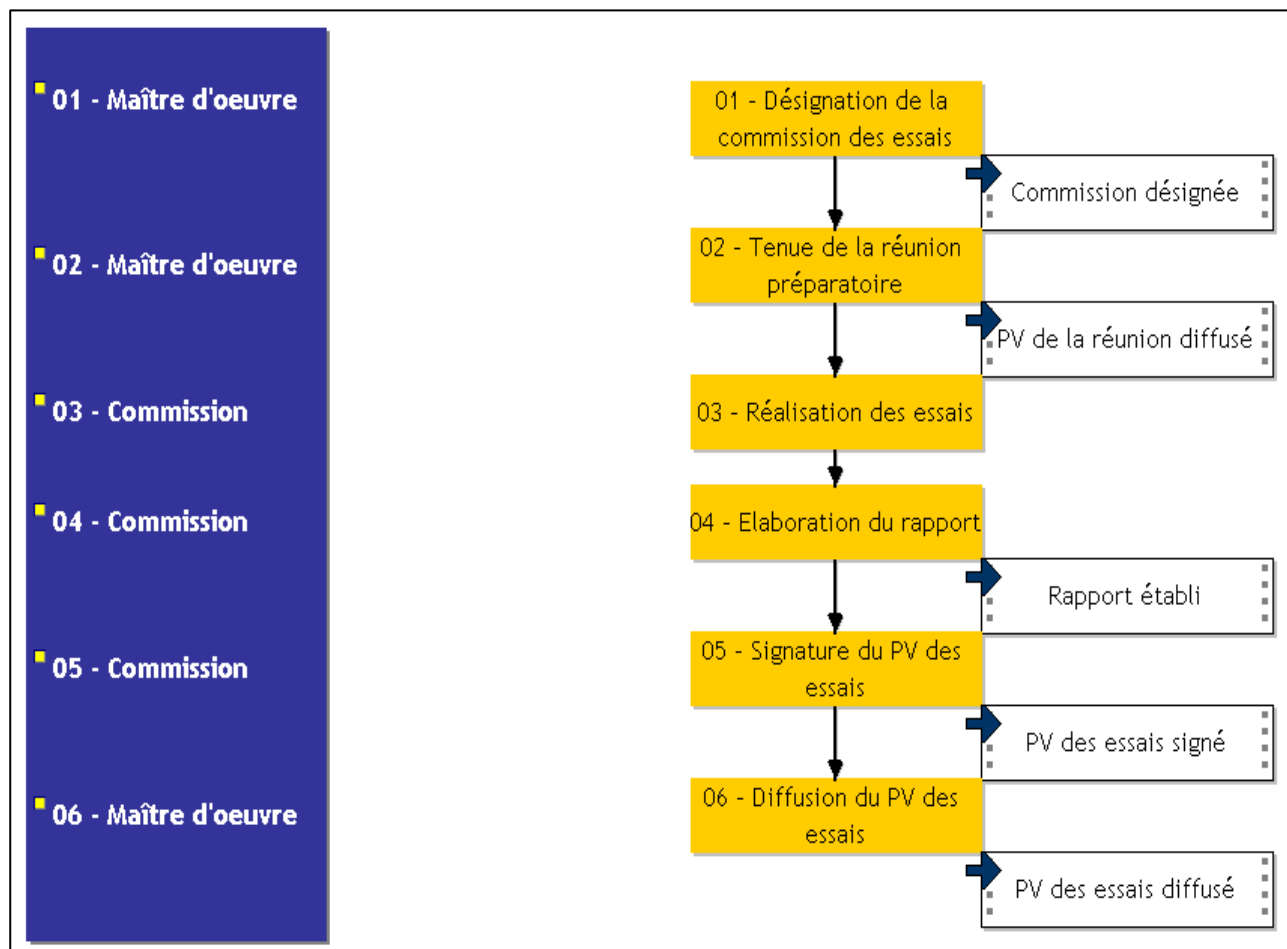 01 - Maître d'oeuvre
01 - Désignation de la
commission des essais
Commission désignée
02 - Maître d'oeuvre
02 - Tenue de la réunion
préparatoire
PV de la réunion diffusé
03 - Commission
03 - Réalisation des essais
04 - Commission
04 - Elaboration du rapport
Rapport établi
05 - Commission
05 - Signature du PV des
essais
PV des essais signé
06 - Maître d'oeuvre
06 - Diffusion du PV des
essais
PV des essais diffusé